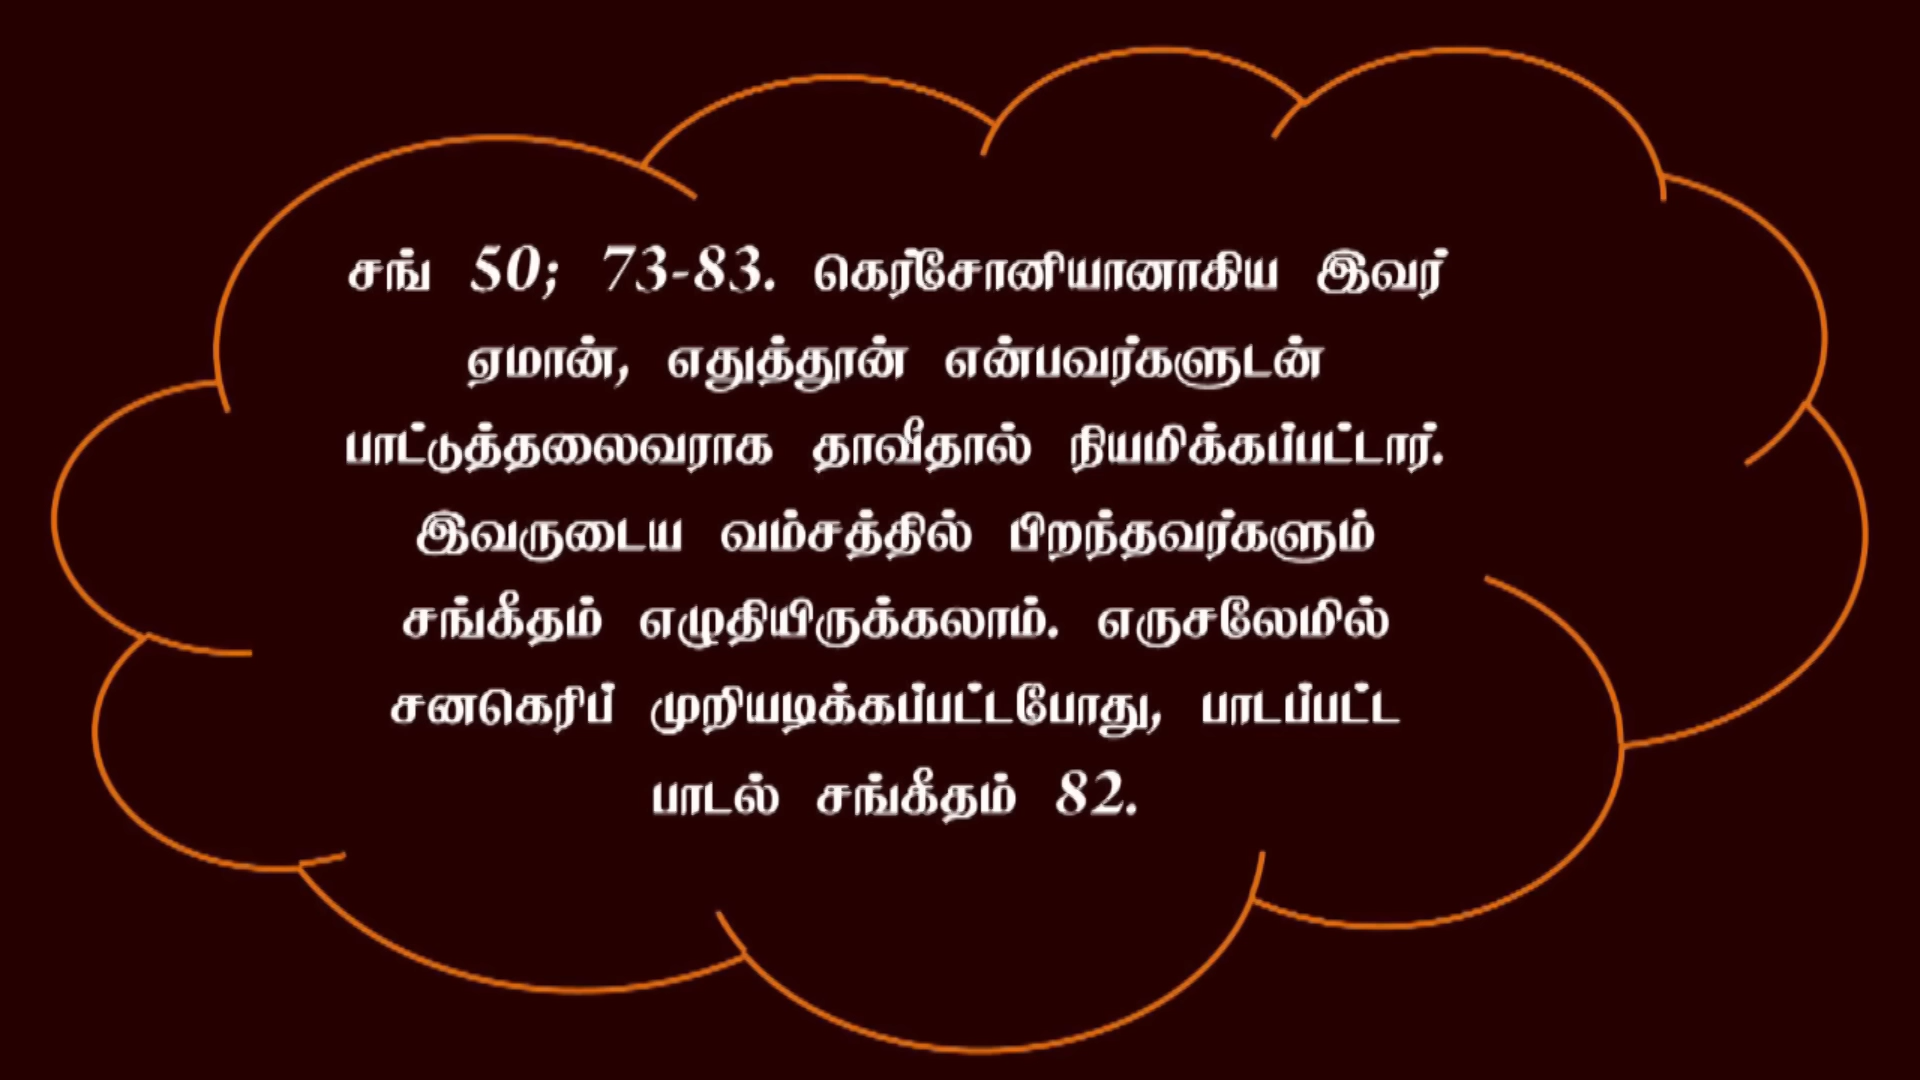 சங் 50; 73-83. கெர்சோனியானாகிய இவர்
ஏமான், எதுத்தூன் என்பவர்களுடன்
பாட்டுத்தலைவராக தாவீதால் நியமிக்கப்பட்டார்.
இவருடைய வம்சத்தில் பிறந்தவர்களும்
சங்கீதம் எழுதியிருக்கலாம். எருசலேமில்
சனகெரிப் முறியடிக்கப்பட்டபோது, பாடப்பட்ட
பாடல் சங்கீதம் 82.